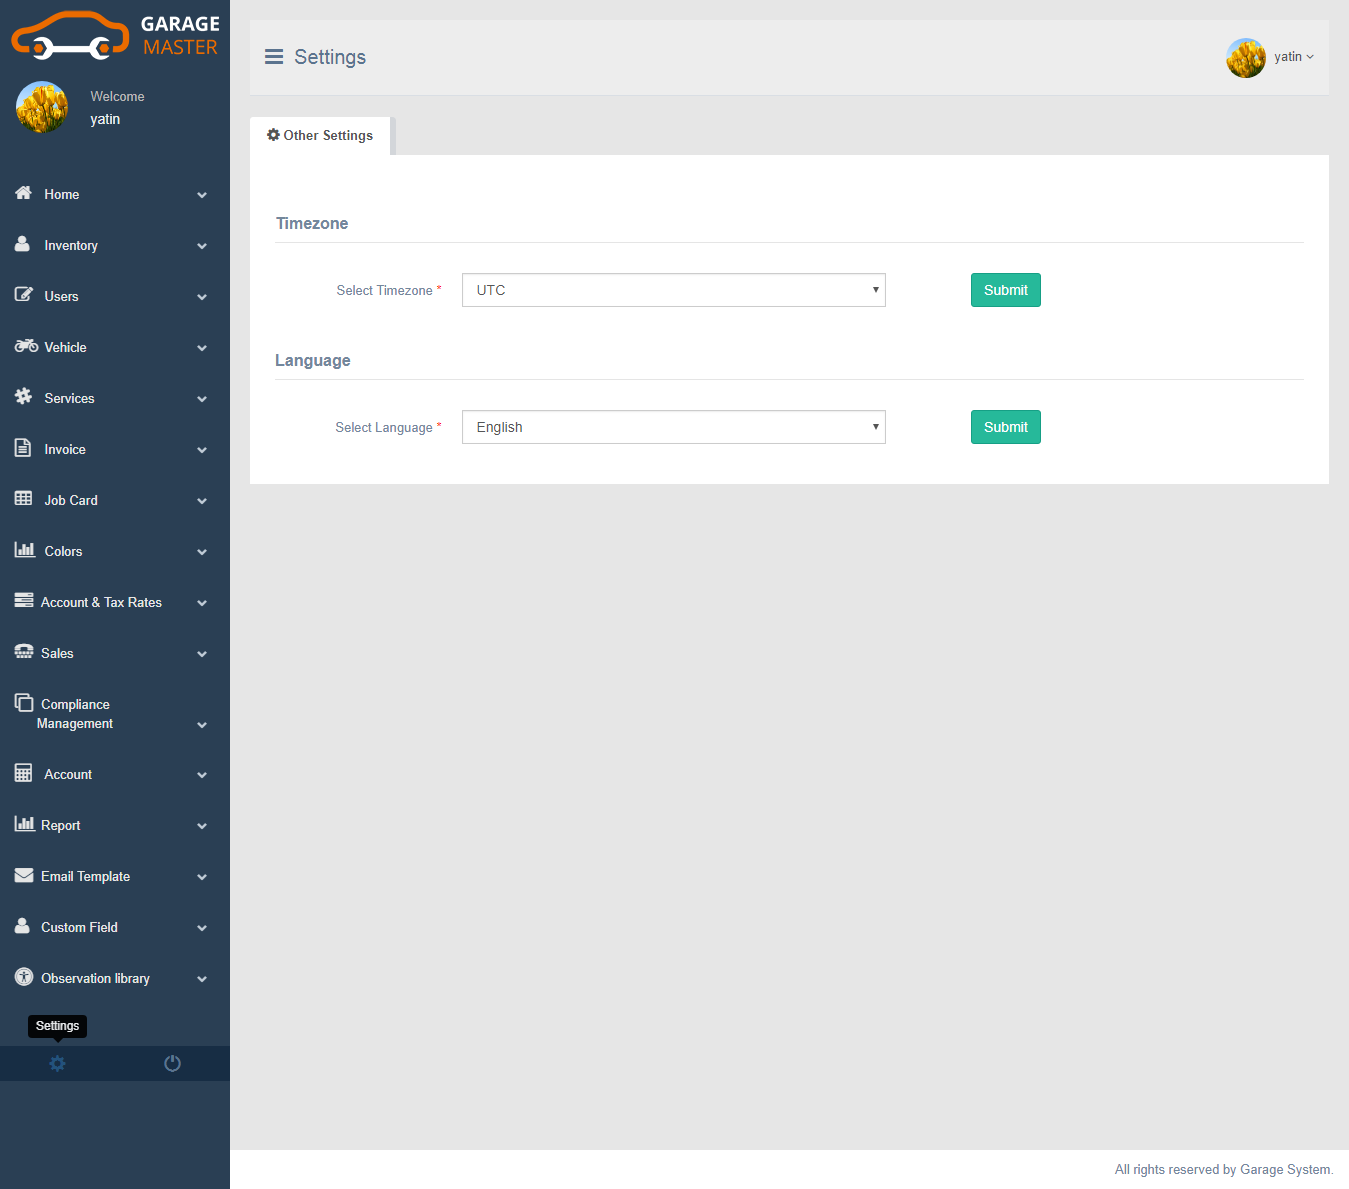 GARAGE
MASTER
Welcome
yatin
Home
Inventory
Users
Vehicle
Services
Invoice
Job Card
Colors
Account & Tax Rates
Sales
Compliance
Management
Account
Report
Email Template
Custom Field
Observation library
Settings
Settings
yatin
Other Settings
Timezone
Select Timezone * UTC Submit
Language
Select Language * English Submit
All rights reserved by Garage System.